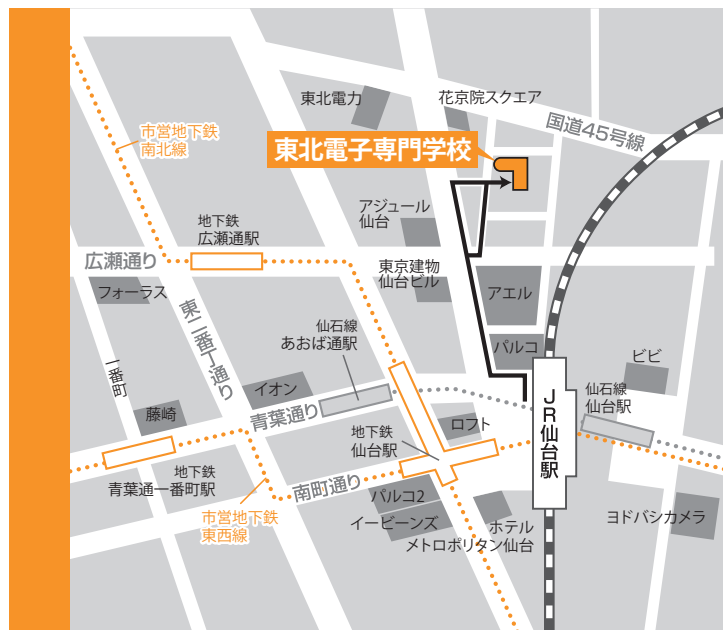 東北電力
花京院スクエア
国道45号線
市営地下鉄
南北線
東北電子専門学校
アジュール
仙台
地下鉄
広瀬通駅
広瀬通り
東京建物
仙台ビル
アエル
フォーラス
東二番丁通り
仙石線
あおば通駅
パルコ
ビビ
一番町
イオン
JR仙台駅
仙石線
仙台駅
藤崎
青葉通り
ロフト
地下鉄
仙台駅
地下鉄
青葉通一番町駅
南町通り
パルコ2
イービーンズ
市営地下鉄
東西線
ホテル
メトロポリタン仙台
ヨドバシカメラ